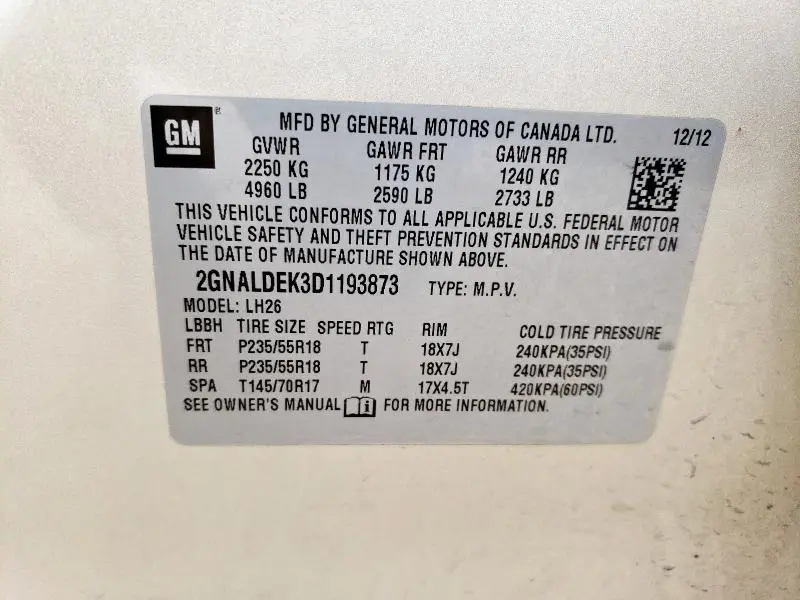 GM ®
MFD BY GENERAL MOTORS OF CANADA LTD. 12/12
GVWR GAWR FRT GAWR RR
2250 KG 1175 KG 1240 KG
4960 LB 2590 LB 2733 LB
THIS VEHICLE CONFORMS TO ALL APPLICABLE U.S. FEDERAL MOTOR
VEHICLE SAFETY AND THEFT PREVENTION STANDARDS IN EFFECT ON
THE DATE OF MANUFACTURE SHOWN ABOVE.
2GNALDEK3D1193873 TYPE: M.P.V.
MODEL: LH26
LBBH TIRE SIZE SPEED RTG RIM COLD TIRE PRESSURE
FRT P235/55R18 T 18X7J 240KPA(35PSI)
RR P235/55R18 T 18X7J 240KPA(35PSI)
SPA T145/70R17 M 17X4.5T 420KPA(60PSI)
SEE OWNER'S MANUAL i FOR MORE INFORMATION.